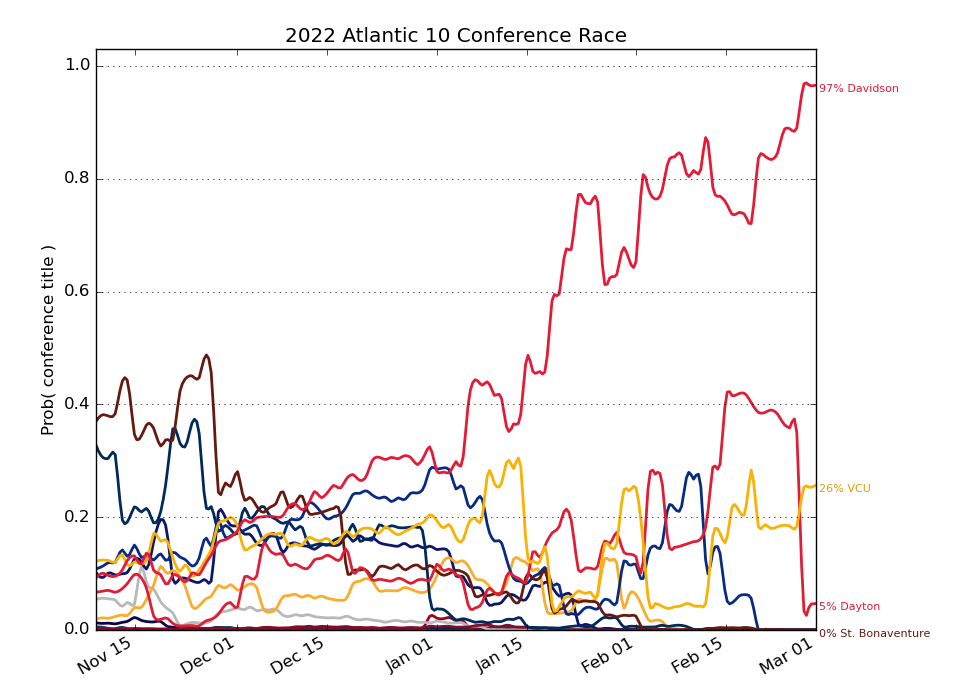 2022 Atlantic 10 Conference Race
Prob( conference title )
1.0
0.8
0.6
0.4
0.2
0.0
97% Davidson
26% VCU
5% Dayton
0% St. Bonaventure
Nov 15
Dec 01
Dec 15
Jan 01
Jan 15
Feb 01
Feb 15
Mar 01